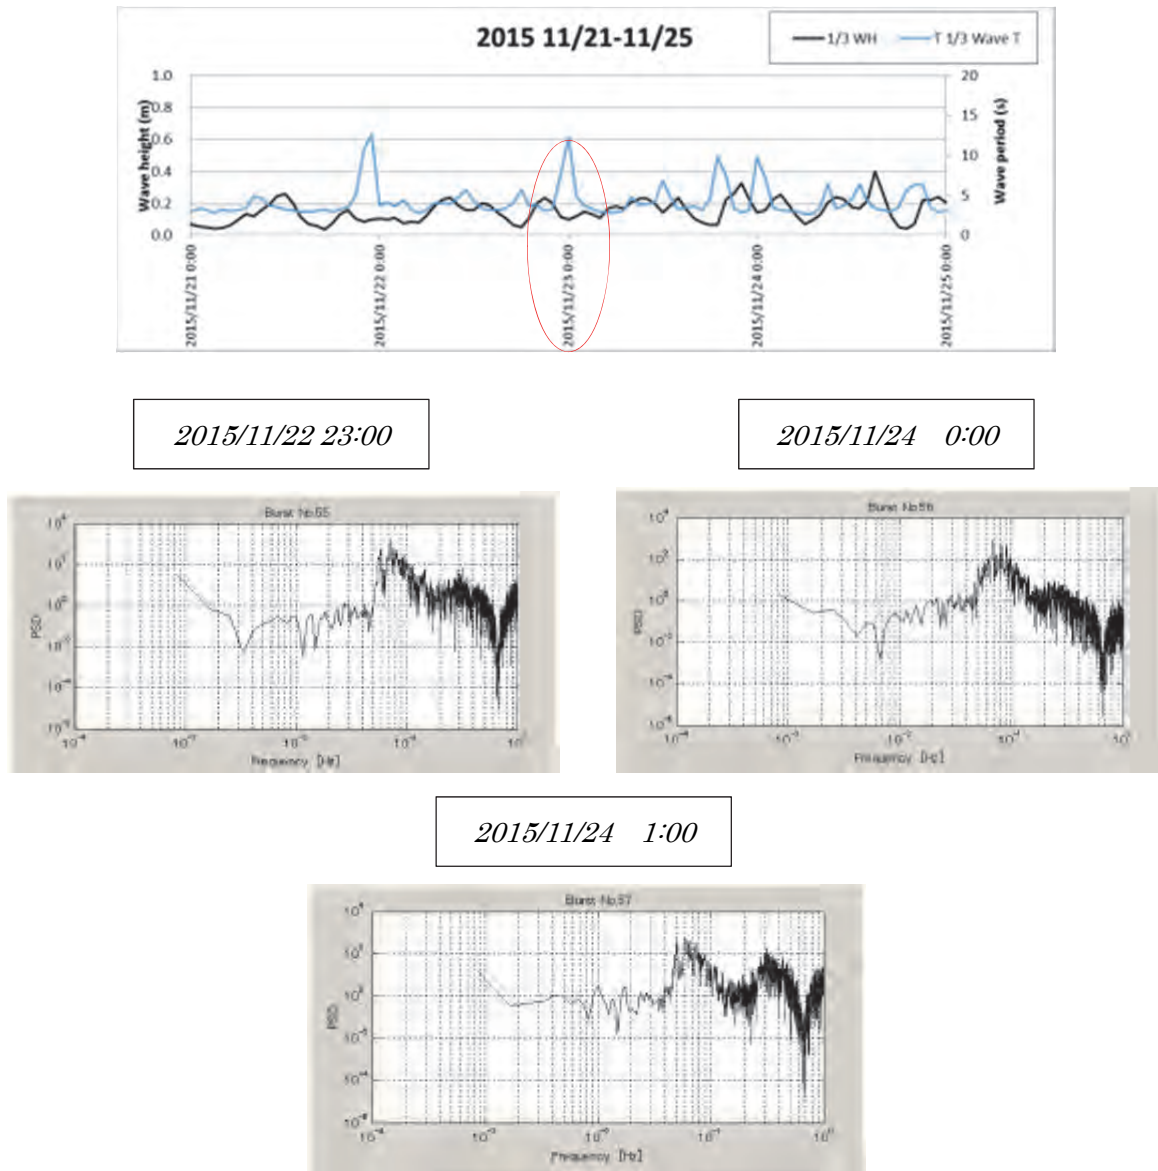 2015 11/21-11/25
1/3 WH
T 1/3 Wave T
Wave height (m)
1.0
0.8
0.6
0.4
0.2
0.0
20
15
10
5
0
Wave period (s)
2015/11/21 0:00
2015/11/22 0:00
2015/11/23 0:00
2015/11/24 0:00
2015/11/25 0:00
2015/11/22 23:00
2015/11/24 0:00
Burst No.55
PSD
Frequency [Hz]
Burst No.56
PSD
Frequency [Hz]
2015/11/24 1:00
Burst No.57
PSD
Frequency [Hz]